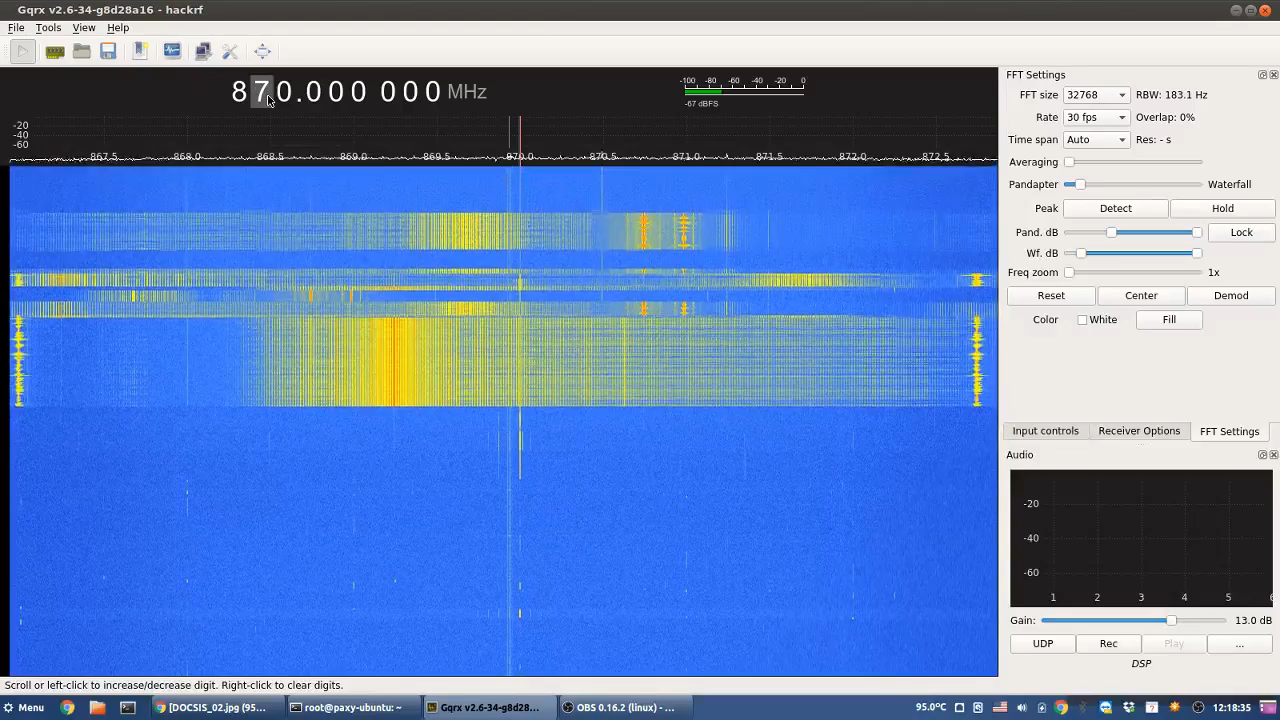 Gqrx v2.6-34-g8d28a16 - hackrf
File Tools View Help
870.000 000 MHz
-100 -80 -60 -40 -20 0
-67 dBFS
-20
-40
-60
867.5 868.0 868.5 869.0 869.5 870.0 870.5 871.0 871.5 872.0 872.5
FFT Settings
FFT size 32768 RBW: 183.1 Hz
Rate 30 fps Overlap: 0%
Time span Auto Res: - s
Averaging
Pandapter Waterfall
Peak Detect Hold
Pand. dB Lock
Wf. dB
Freq zoom 1x
Reset Center Demod
Color White Fill
Input controls Receiver Options FFT Settings
Audio
-20
-40
-60
1 2 3 4 5 6
Gain: 13.0 dB
UDP Rec Play ...
DSP
Scroll or left-click to increase/decrease digit. Right-click to clear digits.
Menu [DOCSIS_02.jpg (95... root@paxy-ubuntu: ~ Gqrx v2.6-34-g8d28... OBS 0.16.2 (linux) - ... 95.0°C 12:18:35